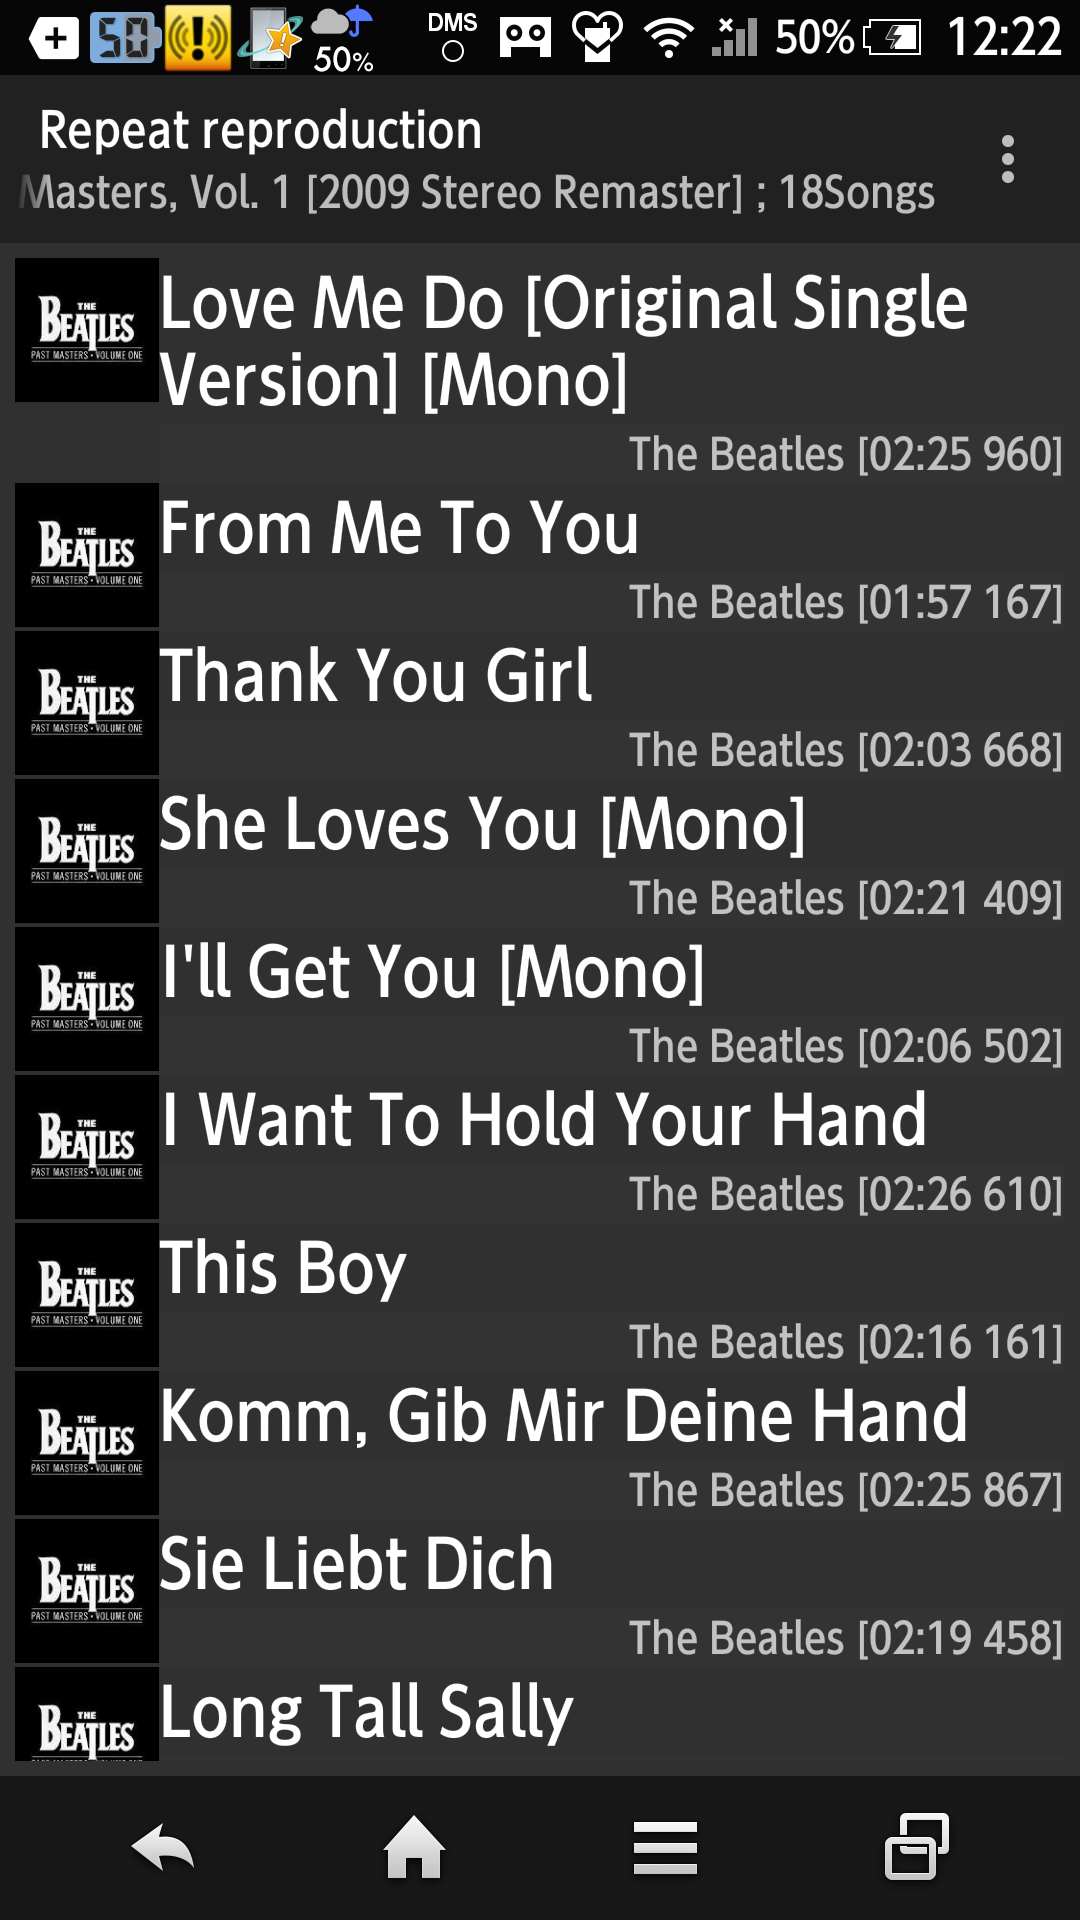 50
50%
DMS
50%
12:22
Repeat reproduction
Masters, Vol. 1 [2009 Stereo Remaster] ; 18Songs
THE
BEATLES
PAST MASTERS • VOLUME ONE
Love Me Do [Original Single
Version] [Mono]
The Beatles [02:25 960]
THE
BEATLES
PAST MASTERS • VOLUME ONE
From Me To You
The Beatles [01:57 167]
THE
BEATLES
PAST MASTERS • VOLUME ONE
Thank You Girl
The Beatles [02:03 668]
THE
BEATLES
PAST MASTERS • VOLUME ONE
She Loves You [Mono]
The Beatles [02:21 409]
THE
BEATLES
PAST MASTERS • VOLUME ONE
I'll Get You [Mono]
The Beatles [02:06 502]
THE
BEATLES
PAST MASTERS • VOLUME ONE
I Want To Hold Your Hand
The Beatles [02:26 610]
THE
BEATLES
PAST MASTERS • VOLUME ONE
This Boy
The Beatles [02:16 161]
THE
BEATLES
PAST MASTERS • VOLUME ONE
Komm, Gib Mir Deine Hand
The Beatles [02:25 867]
THE
BEATLES
PAST MASTERS • VOLUME ONE
Sie Liebt Dich
The Beatles [02:19 458]
THE
BEATLES
Long Tall Sally